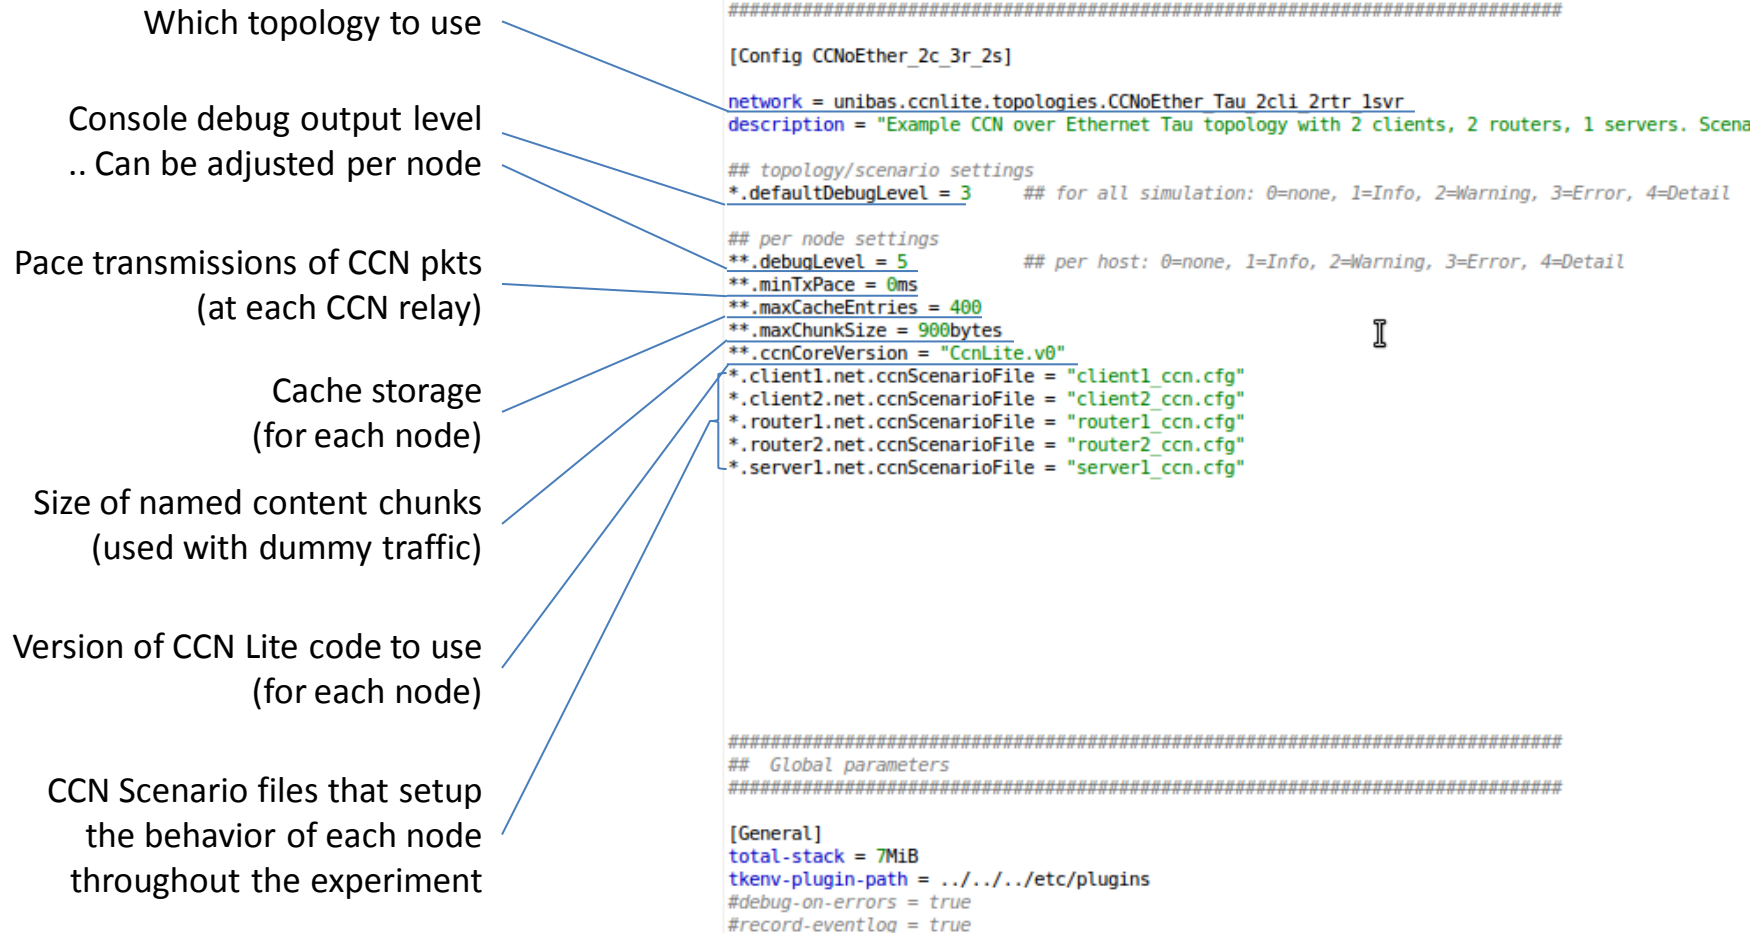 Which topology to use
Console debug output level
.. Can be adjusted per node
Pace transmissions of CCN pkts
(at each CCN relay)
Cache storage
(for each node)
Size of named content chunks
(used with dummy traffic)
Version of CCN Lite code to use
(for each node)
CCN Scenario files that setup
the behavior of each node
throughout the experiment
###############################################################################
[Config CCNoEther_2c_3r_2s]
network = unibas.ccnlite.topologies.CCNoEther_Tau_2cli_2rtr_1svr
description = "Example CCN over Ethernet Tau topology with 2 clients, 2 routers, 1 servers. Scena
## topology/scenario settings
*.defaultDebugLevel = 3     ## for all simulation: 0=none, 1=Info, 2=Warning, 3=Error, 4=Detail
## per node settings
**.debugLevel = 5           ## per host: 0=none, 1=Info, 2=Warning, 3=Error, 4=Detail
**.minTxPace = 0ms
**.maxCacheEntries = 400
**.maxChunkSize = 900bytes
**.ccnCoreVersion = "CcnLite.v0"
*.client1.net.ccnScenarioFile = "client1_ccn.cfg"
*.client2.net.ccnScenarioFile = "client2_ccn.cfg"
*.router1.net.ccnScenarioFile = "router1_ccn.cfg"
*.router2.net.ccnScenarioFile = "router2_ccn.cfg"
*.server1.net.ccnScenarioFile = "server1_ccn.cfg"
###############################################################################
##  Global parameters
###############################################################################
[General]
total-stack = 7MiB
tkenv-plugin-path = ../../../etc/plugins
#debug-on-errors = true
#record-eventlog = true